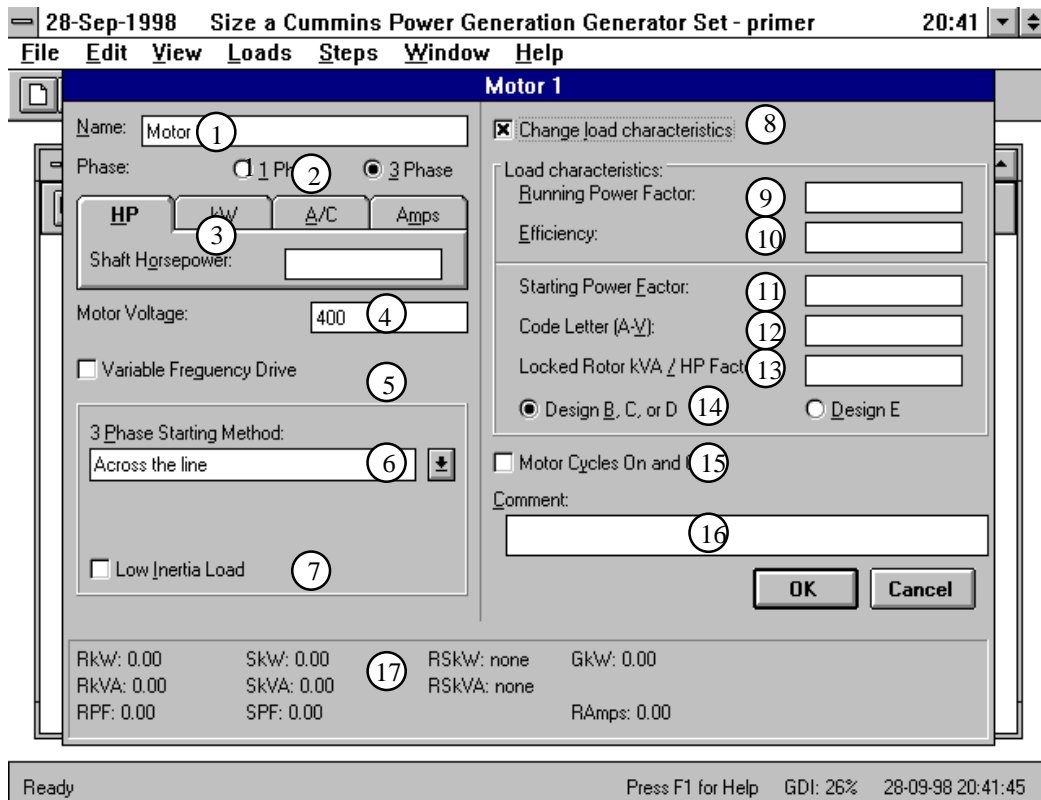 28-Sep-1998 Size a Cummins Power Generation Generator Set - primer 20:41
File Edit View Loads Steps Window Help
Motor 1
Name: Motor 1
Phase: 1 Ph 2 3 Phase
HP kW A/C Amps
3
Shaft Horsepower:
Motor Voltage: 400 4
Variable Freguency Drive 5
3 Phase Starting Method:
Across the line 6
Low Inertia Load 7
Change load characteristics 8
Load characteristics:
Running Power Factor: 9
Efficiency: 10
Starting Power Factor: 11
Code Letter (A-V): 12
Locked Rotor kVA / HP Fact 13
Design B, C, or D 14 Design E
Motor Cycles On and 15
Comment:
16
OK Cancel
RkW: 0.00 SkW: 0.00 RSkW: none GkW: 0.00
17
RkVA: 0.00 SkVA: 0.00 RSkVA: none
RPF: 0.00 SPF: 0.00 RAmps: 0.00
Ready Press F1 for Help GDI: 26% 28-09-98 20:41:45